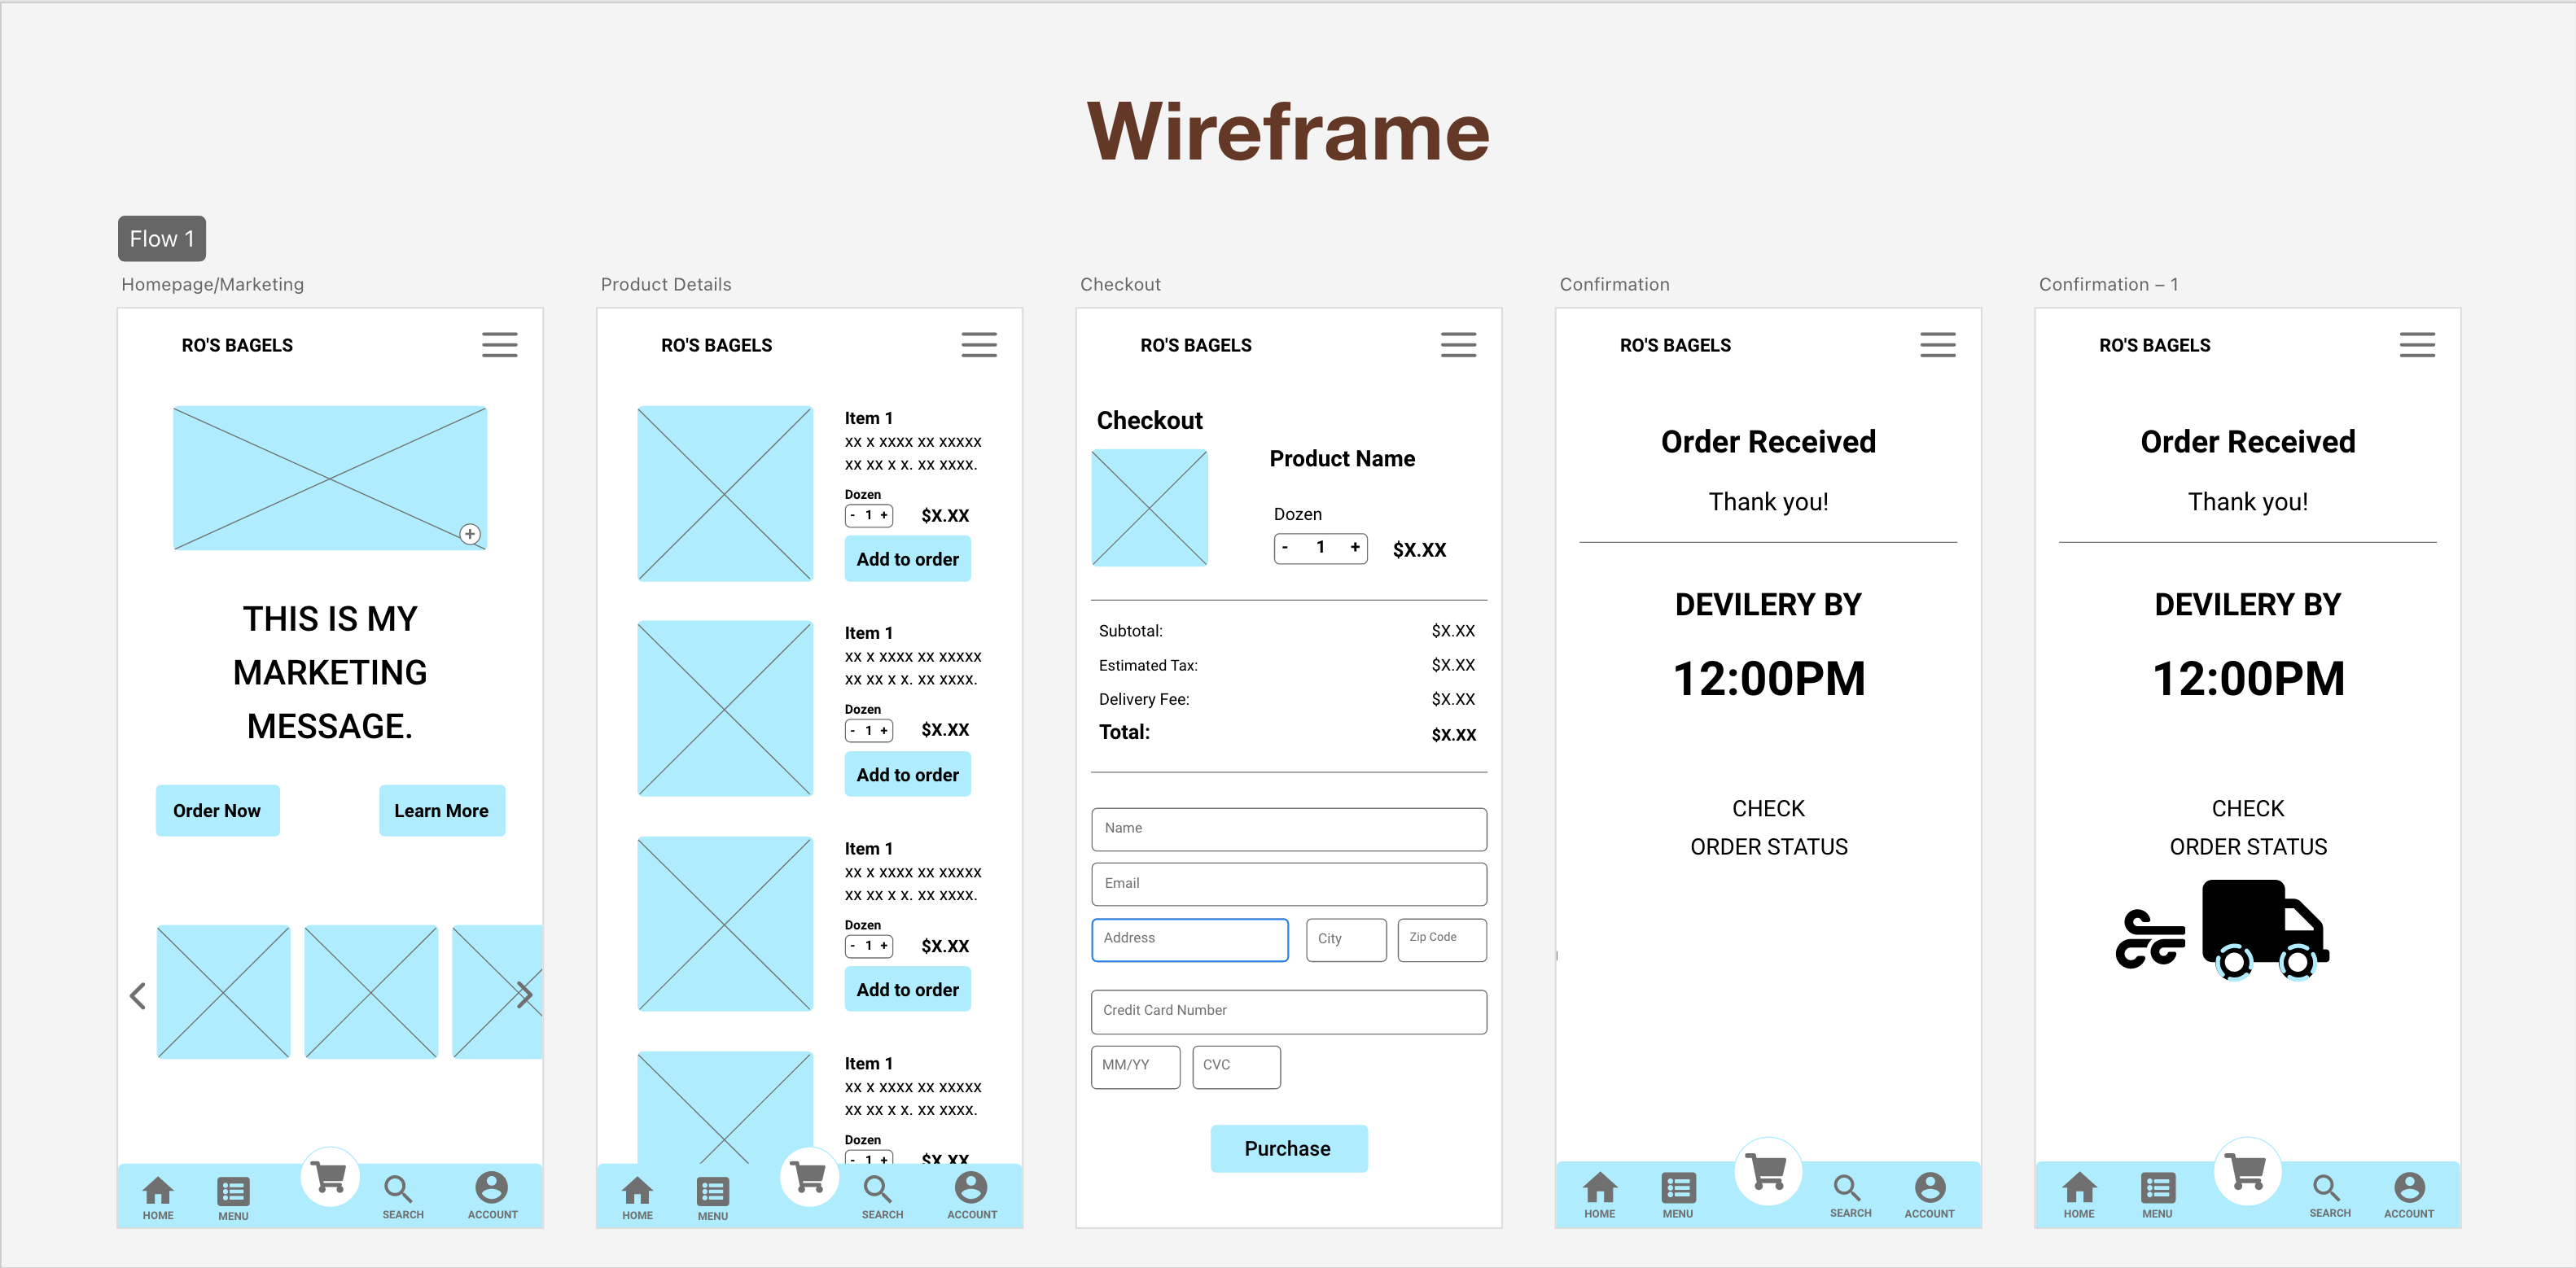 Wireframe
Flow 1
Homepage/Marketing
RO'S BAGELS
THIS IS MY
MARKETING
MESSAGE.
Order Now
Learn More
HOME
MENU
SEARCH
ACCOUNT
Product Details
RO'S BAGELS
Item 1
xx x xxxx xx xxxxx
xx xx x x. xx xxxx.
Dozen
- 1 + $X.XX
Add to order
Item 1
xx x xxxx xx xxxxx
xx xx x x. xx xxxx.
Dozen
- 1 + $X.XX
Add to order
Item 1
xx x xxxx xx xxxxx
xx xx x x. xx xxxx.
Dozen
- 1 + $X.XX
Add to order
Item 1
xx x xxxx xx xxxxx
xx xx x x. xx xxxx.
Dozen
- 1 + $X.XX
HOME
MENU
SEARCH
ACCOUNT
Checkout
RO'S BAGELS
Checkout
Product Name
Dozen
- 1 + $X.XX
Subtotal: $X.XX
Estimated Tax: $X.XX
Delivery Fee: $X.XX
Total: $X.XX
Name
Email
Address
City
Zip Code
Credit Card Number
MM/YY
CVC
Purchase
Confirmation
RO'S BAGELS
Order Received
Thank you!
DEVILERY BY
12:00PM
CHECK
ORDER STATUS
HOME
MENU
SEARCH
ACCOUNT
Confirmation – 1
RO'S BAGELS
Order Received
Thank you!
DEVILERY BY
12:00PM
CHECK
ORDER STATUS
HOME
MENU
SEARCH
ACCOUNT